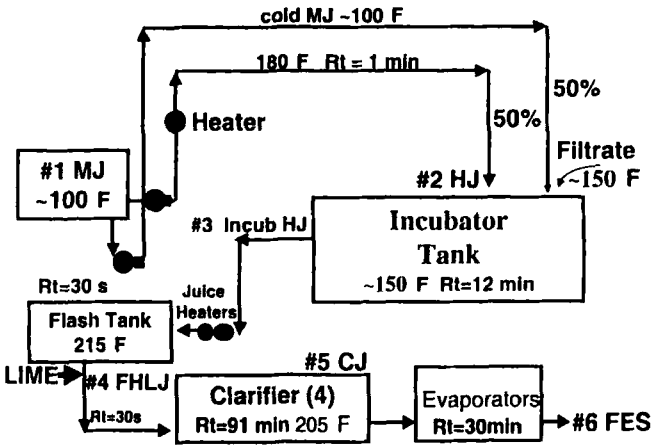 cold MJ ~100 F
180 F Rt = 1 min
50%
50%
Heater
Filtrate
~150 F
#1 MJ
~100 F
#2 HJ
#3 Incub HJ
Incubator
Tank
~150 F Rt=12 min
Rt=30 s
Juice
Heaters
Flash Tank
215 F
LIME
#4 FHLJ
#5 CJ
Rt=30s
Clarifier (4)
Rt=91 min 205 F
Evaporators
Rt=30min
#6 FES